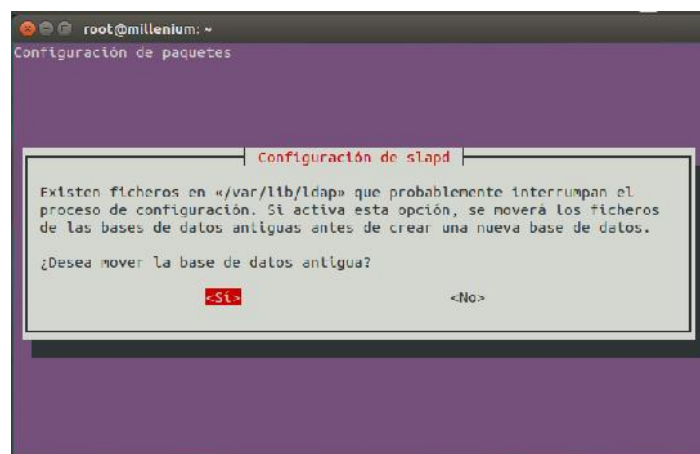 root@millenium: ~
Configuración de paquetes
Configuración de slapd
Existen ficheros en «/var/lib/ldap» que probablemente interrumpan el
proceso de configuración. Si activa esta opción, se moverá los ficheros
de las bases de datos antiguas antes de crear una nueva base de datos.
¿Desea mover la base de datos antigua?
<Sí> <No>